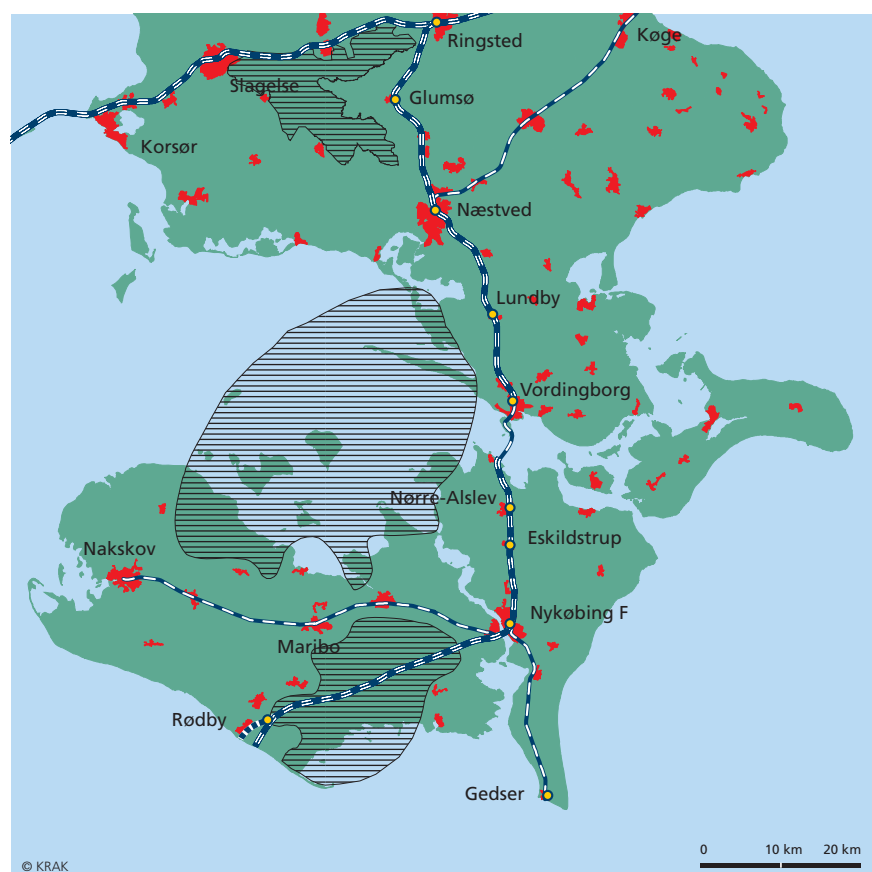 Ringsted
Køge
Slagelse
Glumsø
Korsør
Næstved
Lundby
Vordingborg
Nørre-Alslev
Eskildstrup
Nakskov
Nykøbing F
Maribo
Rødby
Gedser
0 10 km 20 km
© KRAK